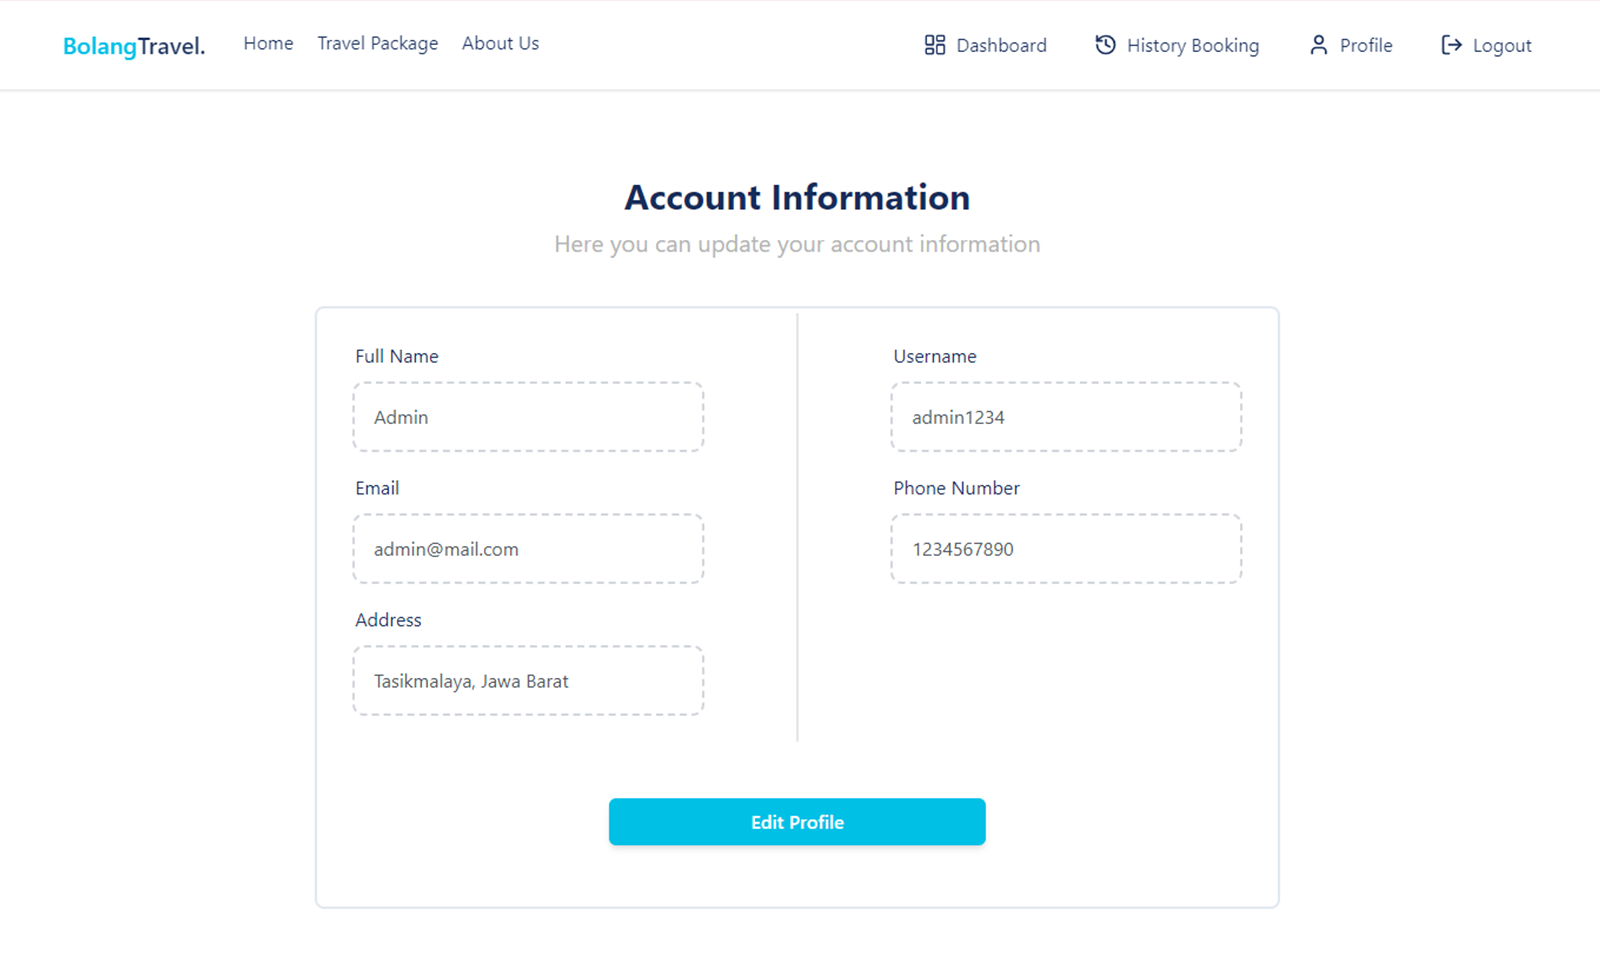 BolangTravel. Home Travel Package About Us Dashboard History Booking Profile Logout
Account Information
Here you can update your account information
Full Name
Admin
Username
admin1234
Email
admin@mail.com
Phone Number
1234567890
Address
Tasikmalaya, Jawa Barat
Edit Profile